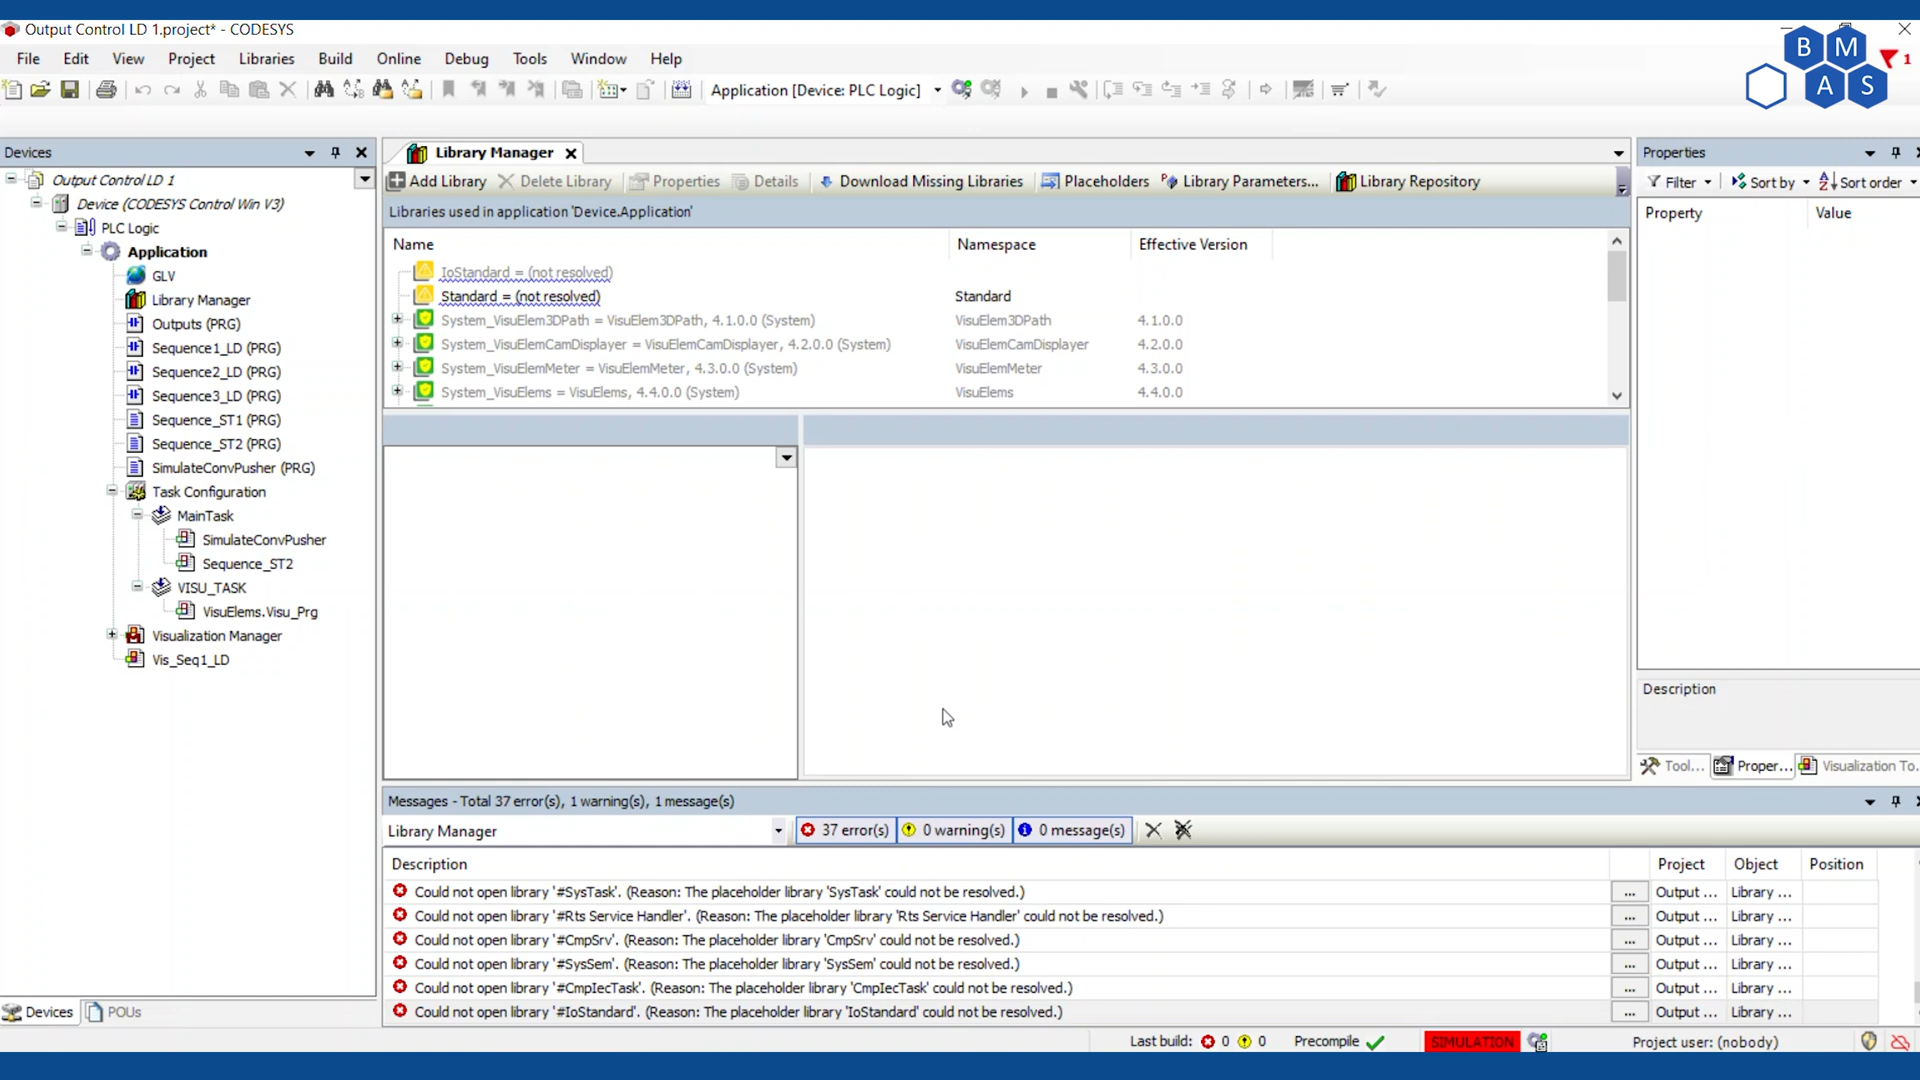 Output Control LD 1.project* - CODESYS
B M A S
1
File Edit View Project Libraries Build Online Debug Tools Window Help
Application [Device: PLC Logic]
Devices
Output Control LD 1
Device (CODESYS Control Win V3)
PLC Logic
Application
GLV
Library Manager
Outputs (PRG)
Sequence1_LD (PRG)
Sequence2_LD (PRG)
Sequence3_LD (PRG)
Sequence_ST1 (PRG)
Sequence_ST2 (PRG)
SimulateConvPusher (PRG)
Task Configuration
MainTask
SimulateConvPusher
Sequence_ST2
VISU_TASK
VisuElems.Visu_Prg
Visualization Manager
Vis_Seq1_LD
Devices POUs
Library Manager
Add Library Delete Library Properties Details Download Missing Libraries Placeholders Library Parameters... Library Repository
Libraries used in application 'Device.Application'
Name Namespace Effective Version
IoStandard = (not resolved)
Standard = (not resolved) Standard
System_VisuElem3DPath = VisuElem3DPath, 4.1.0.0 (System) VisuElem3DPath 4.1.0.0
System_VisuElemCamDisplayer = VisuElemCamDisplayer, 4.2.0.0 (System) VisuElemCamDisplayer 4.2.0.0
System_VisuElemMeter = VisuElemMeter, 4.3.0.0 (System) VisuElemMeter 4.3.0.0
System_VisuElems = VisuElems, 4.4.0.0 (System) VisuElems 4.4.0.0
Properties
Filter Sort by Sort order
Property Value
Description
Tool... Proper... Visualization To...
Messages - Total 37 error(s), 1 warning(s), 1 message(s)
Library Manager 37 error(s) 0 warning(s) 0 message(s)
Description Project Object Position
Could not open library '#SysTask'. (Reason: The placeholder library 'SysTask' could not be resolved.) ... Output ... Library ...
Could not open library '#Rts Service Handler'. (Reason: The placeholder library 'Rts Service Handler' could not be resolved.) ... Output ... Library ...
Could not open library '#CmpSrv'. (Reason: The placeholder library 'CmpSrv' could not be resolved.) ... Output ... Library ...
Could not open library '#SysSem'. (Reason: The placeholder library 'SysSem' could not be resolved.) ... Output ... Library ...
Could not open library '#CmpIecTask'. (Reason: The placeholder library 'CmpIecTask' could not be resolved.) ... Output ... Library ...
Could not open library '#IoStandard'. (Reason: The placeholder library 'IoStandard' could not be resolved.) ... Output ... Library ...
Last build: 0 0 Precompile SIMULATION Project user: (nobody)